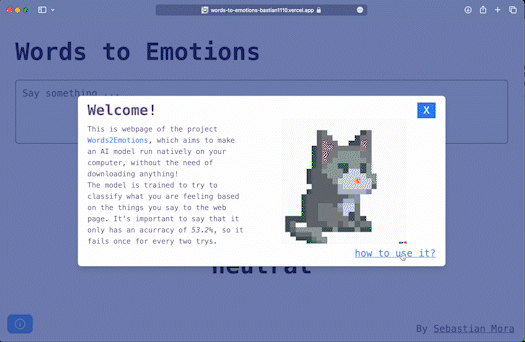 words-to-emotions-bastian1110.vercel.app
Words to Emotions
Say something ...
Welcome!
X
This is webpage of the project
Words2Emotions, which aims to make
an AI model run natively on your
computer, without the need of
downloading anything!
The model is trained to try to
classify what you are feeling based
on the things you say to the web
page. It's important to say that it
only has an acurracy of 53.2%, so it
fails once for every two trys.
how to use it?
neutral
By Sebastian Mora